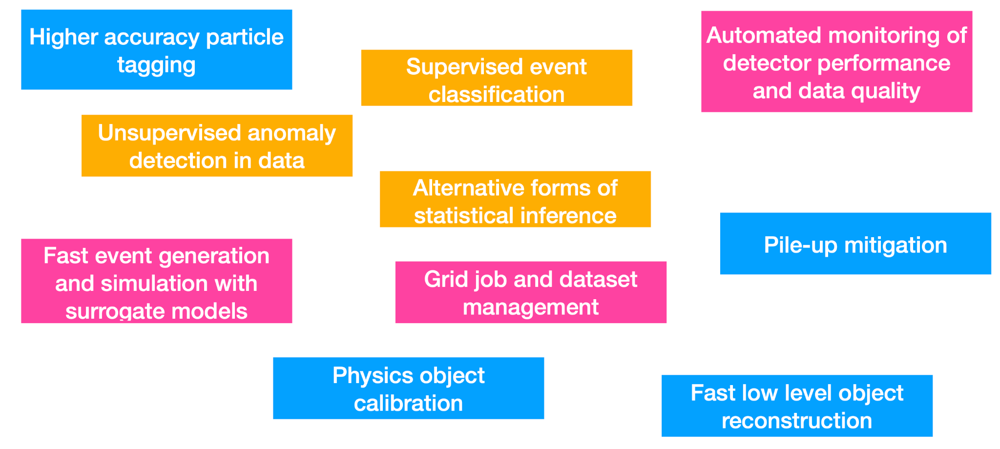 Higher accuracy particle
tagging
Supervised event
classification
Automated monitoring of
detector performance
and data quality
Unsupervised anomaly
detection in data
Alternative forms of
statistical inference
Pile-up mitigation
Fast event generation
and simulation with
surrogate models
Grid job and dataset
management
Physics object
calibration
Fast low level object
reconstruction